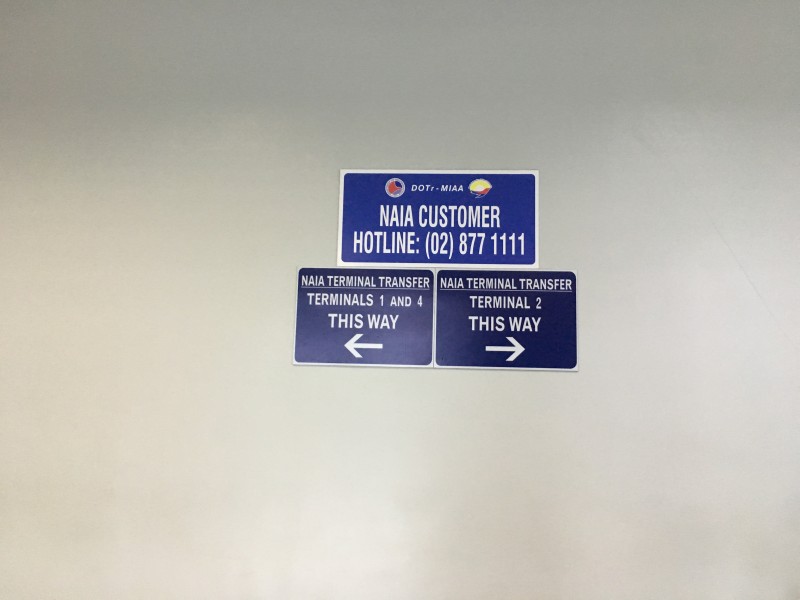 DOTr - MIAA
NAIA CUSTOMER
HOTLINE: (02) 877 1111
NAIA TERMINAL TRANSFER
TERMINALS 1 AND 4
THIS WAY
NAIA TERMINAL TRANSFER
TERMINAL 2
THIS WAY